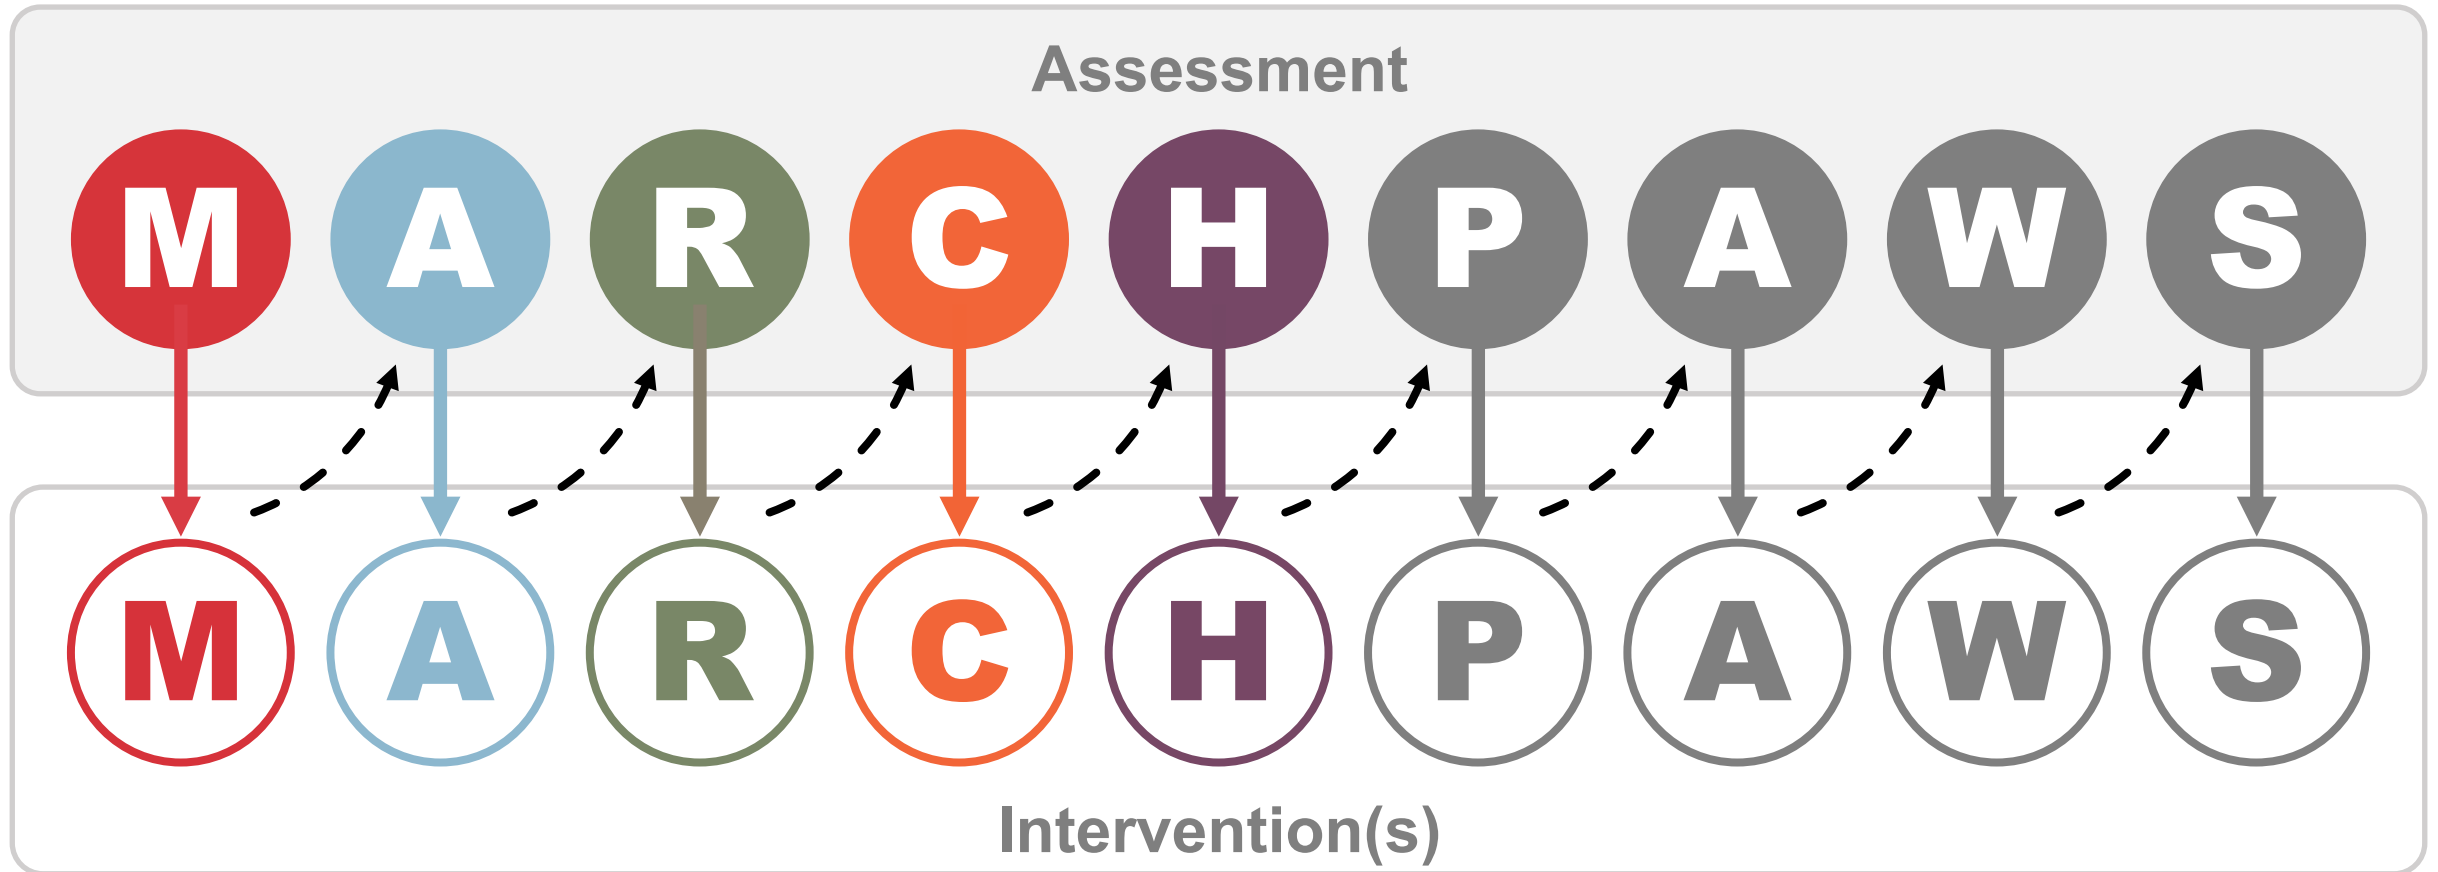 Assessment
M A R C H P A W S
M A R C H P A W S
Intervention(s)